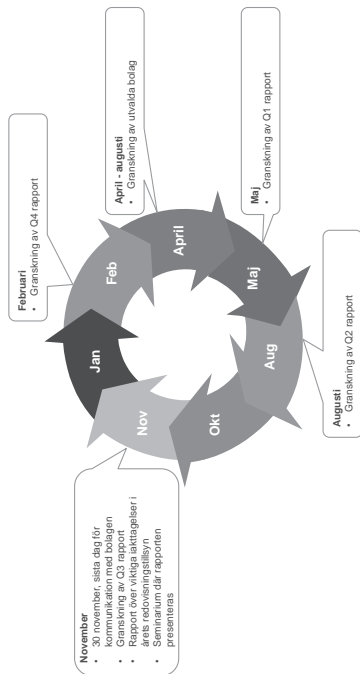 November
• 30 november, sista dag för
kommunikation med bolagen
• Granskning av Q3 rapport
• Rapport över viktiga iakttagelser i
årets redovisningstillsyn
• Seminarium där rapporten
presenteras
Februari
• Granskning av Q4 rapport
April - augusti
• Granskning av utvalda bolag
Maj
• Granskning av Q1 rapport
Augusti
• Granskning av Q2 rapport
Jan
Feb
April
Maj
Aug
Okt
Nov